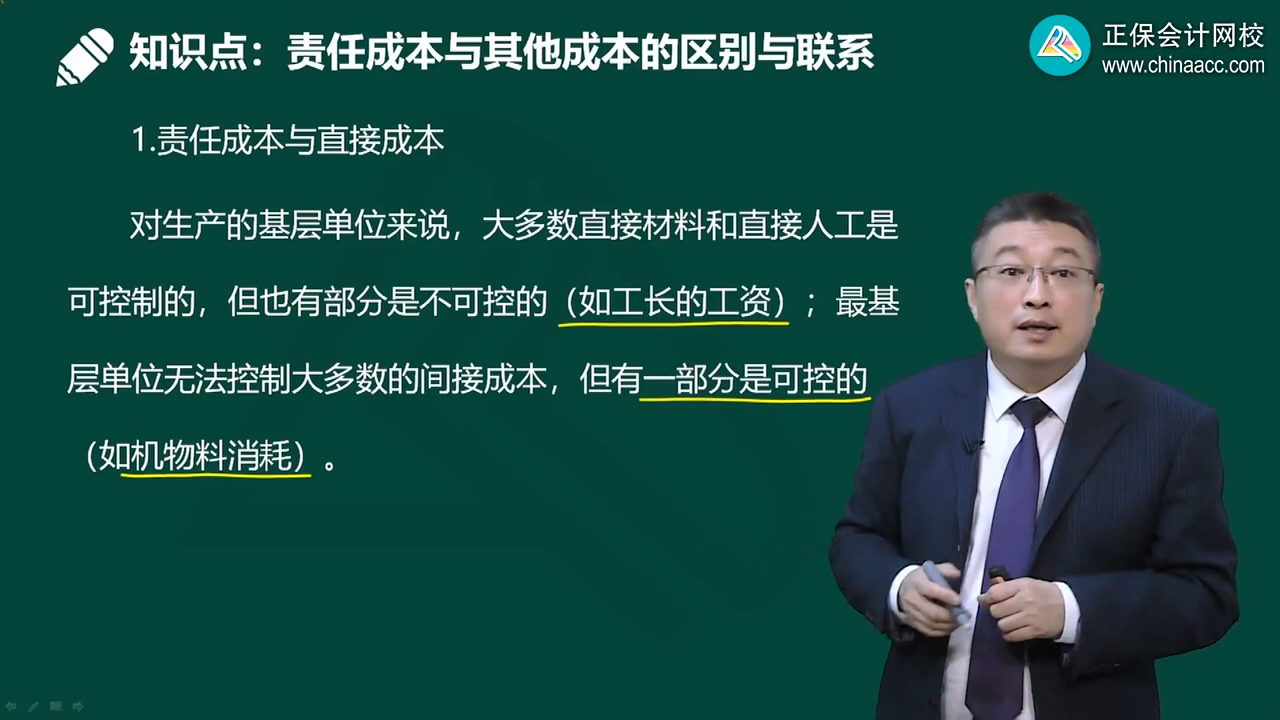 知识点：责任成本与其他成本的区别与联系
正保会计网校
www.chinaacc.com
1.责任成本与直接成本
对生产的基层单位来说，大多数直接材料和直接人工是
可控制的，但也有部分是不可控的（如工长的工资）；最基
层单位无法控制大多数的间接成本，但有一部分是可控的
（如机物料消耗）。